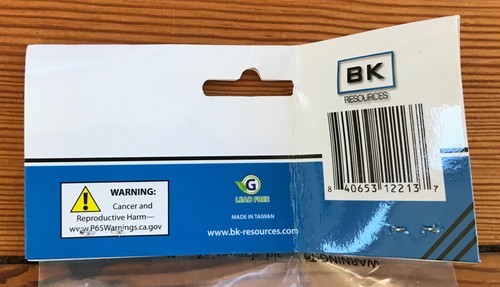 BK
RESOURCES
8 40653 12213 7
WARNING:
Cancer and
Reproductive Harm—
www.P65Warnings.ca.gov
G
LEAD FREE
MADE IN TAIWAN
www.bk-resources.com